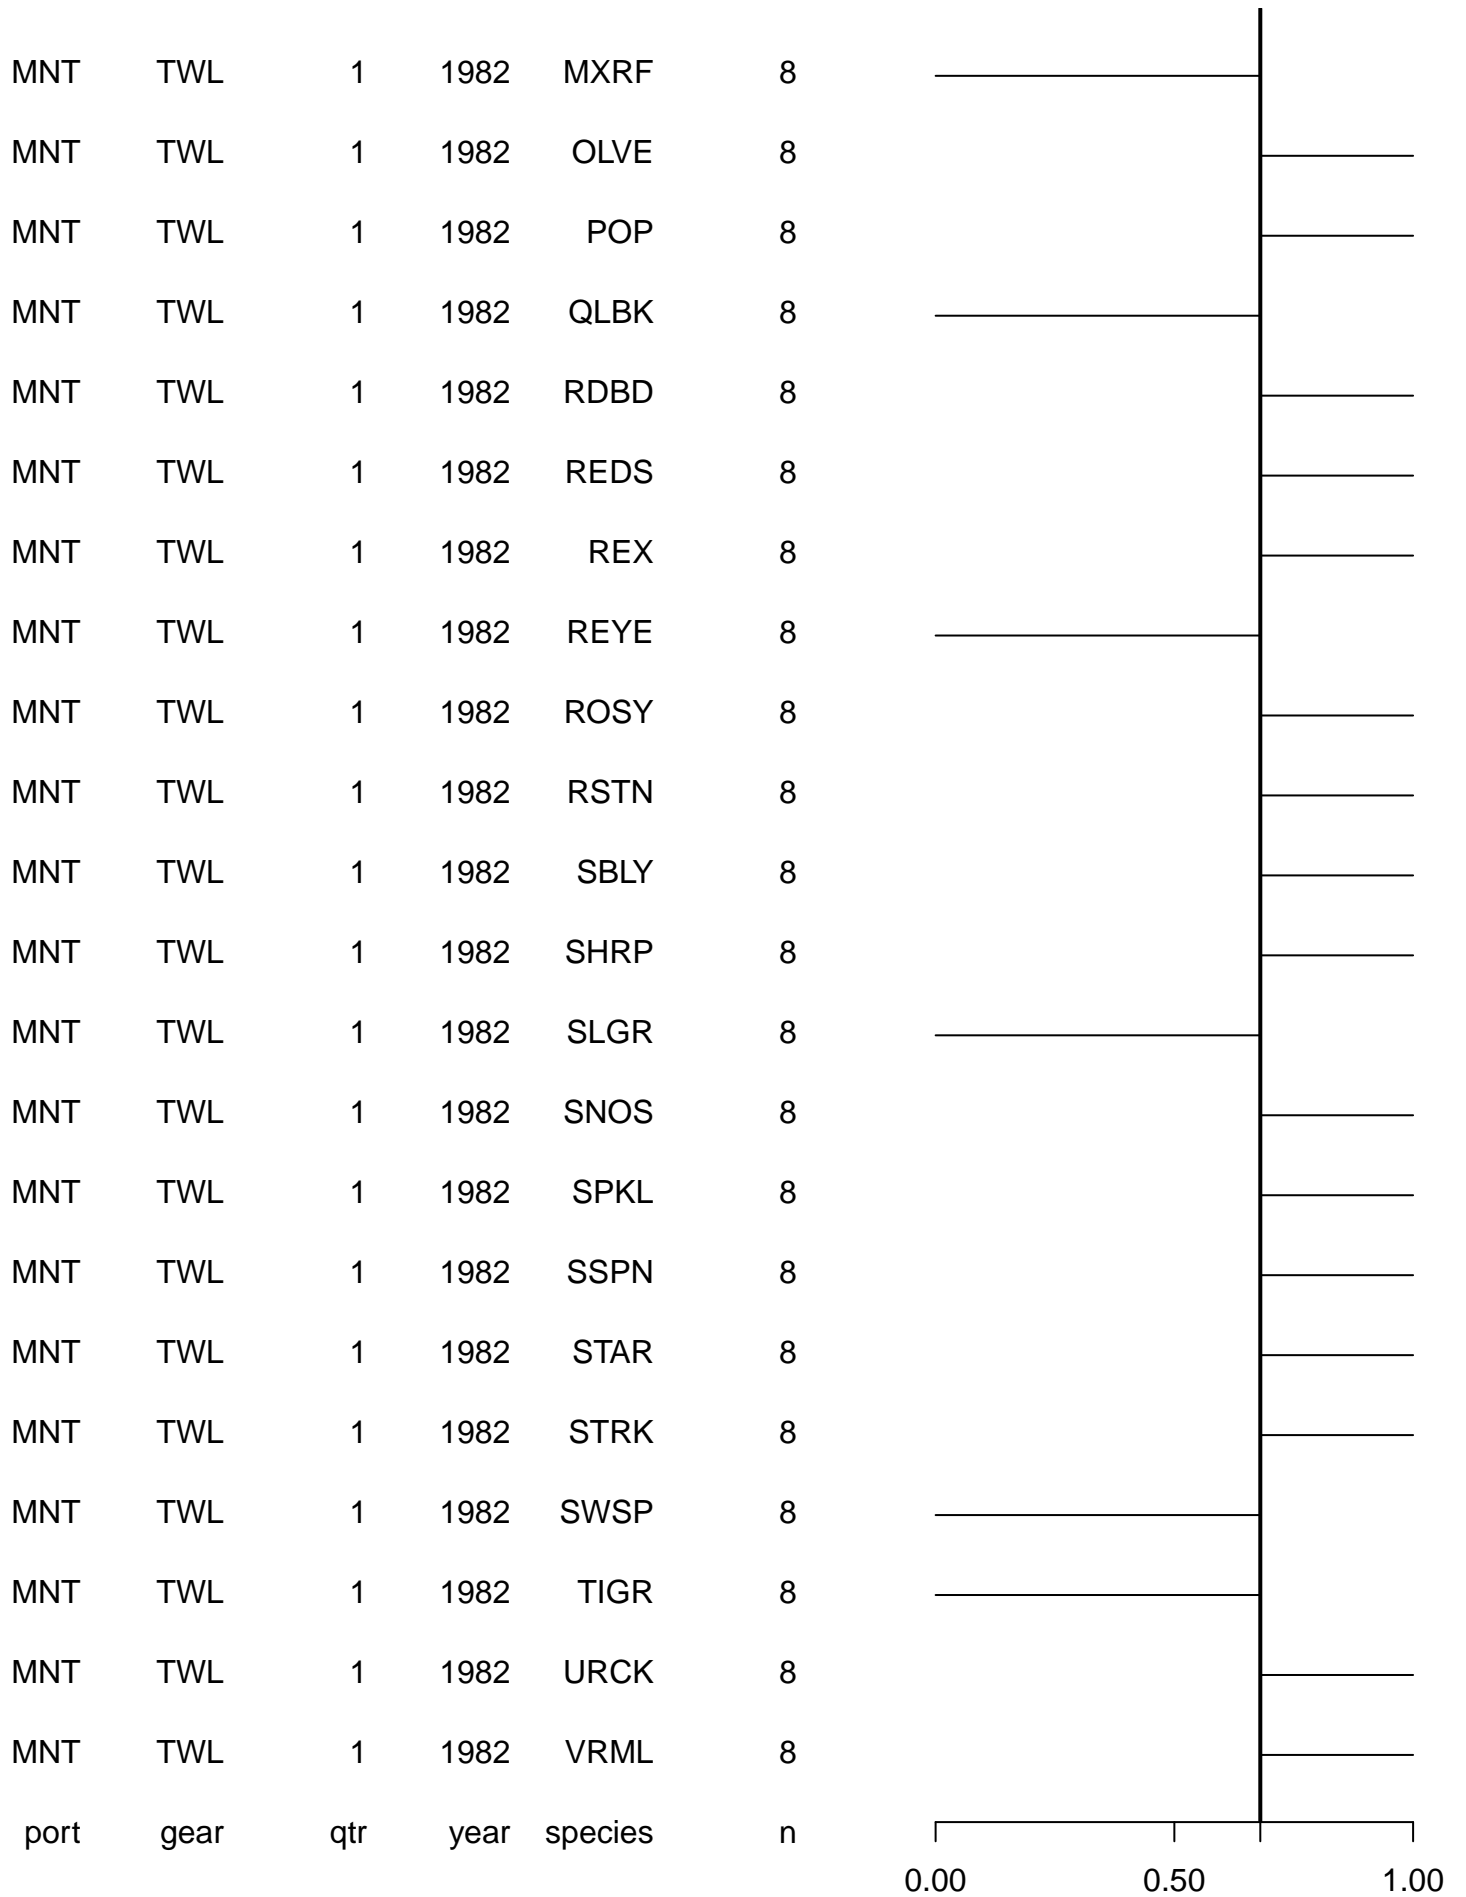 MNT TWL 1 1982 MXRF 8
MNT TWL 1 1982 OLVE 8
MNT TWL 1 1982 POP 8
MNT TWL 1 1982 QLBK 8
MNT TWL 1 1982 RDBD 8
MNT TWL 1 1982 REDS 8
MNT TWL 1 1982 REX 8
MNT TWL 1 1982 REYE 8
MNT TWL 1 1982 ROSY 8
MNT TWL 1 1982 RSTN 8
MNT TWL 1 1982 SBLY 8
MNT TWL 1 1982 SHRP 8
MNT TWL 1 1982 SLGR 8
MNT TWL 1 1982 SNOS 8
MNT TWL 1 1982 SPKL 8
MNT TWL 1 1982 SSPN 8
MNT TWL 1 1982 STAR 8
MNT TWL 1 1982 STRK 8
MNT TWL 1 1982 SWSP 8
MNT TWL 1 1982 TIGR 8
MNT TWL 1 1982 URCK 8
MNT TWL 1 1982 VRML 8
port gear qtr year species n
0.00 0.50 1.00